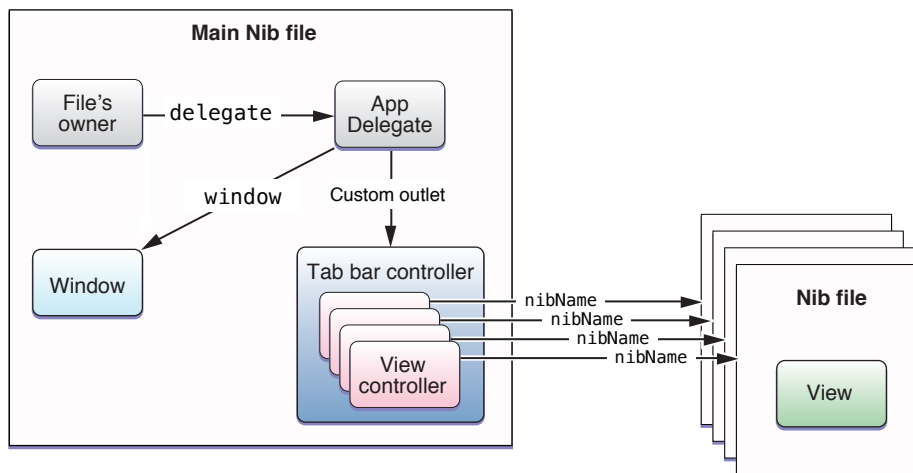 Main Nib file
File's
owner
delegate
App
Delegate
window
Custom outlet
Window
Tab bar controller
nibName
nibName
nibName
nibName
View
controller
Nib file
View